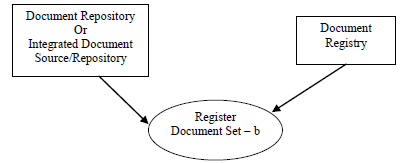 Document Repository
Or
Integrated Document
Source/Repository
Document
Registry
Register
Document Set – b